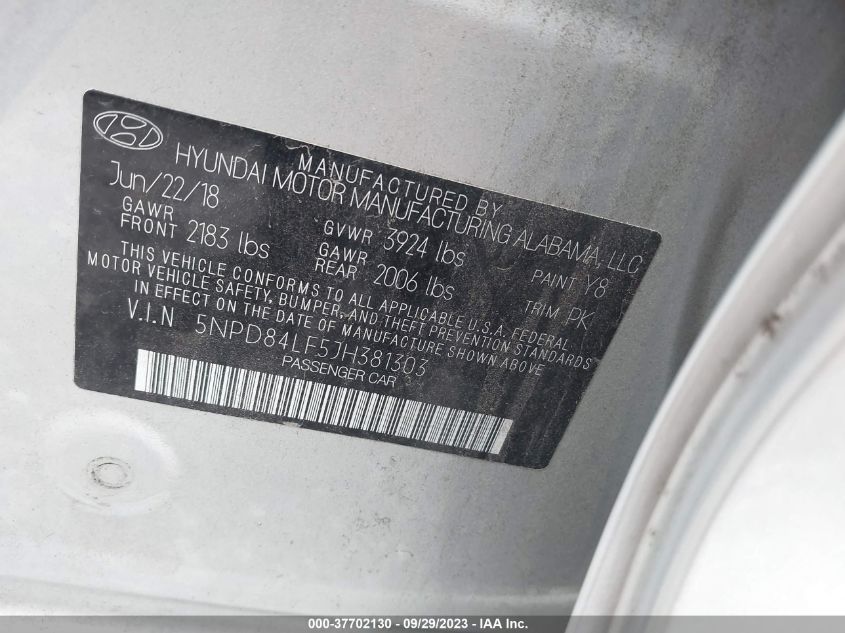 MANUFACTURED BY
HYUNDAI MOTOR MANUFACTURING ALABAMA, LLC
Jun/22/18
GVWR 3924 lbs
PAINT Y8
GAWR FRONT 2183 lbs
GAWR REAR 2006 lbs
TRIM PK
THIS VEHICLE CONFORMS TO ALL APPLICABLE U.S.A. FEDERAL
MOTOR VEHICLE SAFETY, BUMPER, AND THEFT PREVENTION STANDARDS
IN EFFECT ON THE DATE OF MANUFACTURE SHOWN ABOVE
V.I.N 5NPD84LF5JH381303
PASSENGER CAR
000-37702130 - 09/29/2023 - IAA Inc.